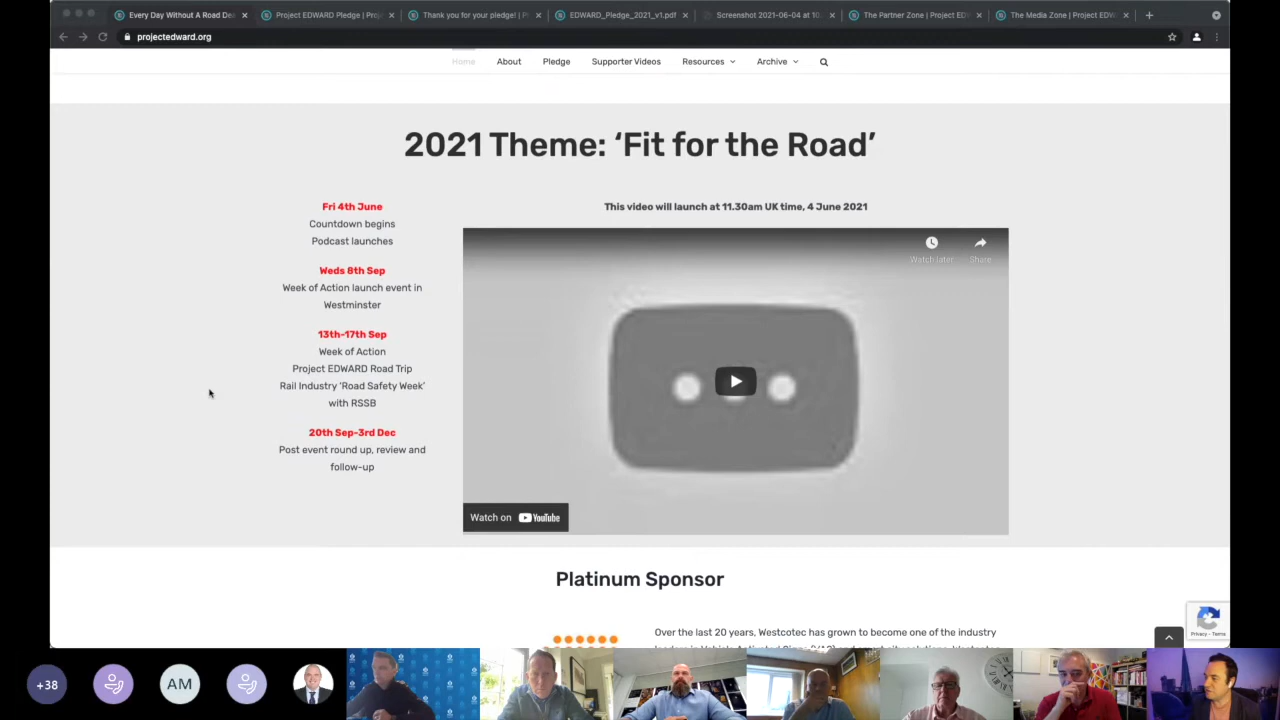 Every Day Without A Road Dea
Project EDWARD Pledge | Proj
Thank you for your pledge! | P
EDWARD_Pledge_2021_v1.pdf
Screenshot 2021-06-04 at 10.
The Partner Zone | Project ED
The Media Zone | Project EDW
projectedward.org
Home About Pledge Supporter Videos Resources Archive
2021 Theme: ‘Fit for the Road’
Fri 4th June
Countdown begins
Podcast launches
Weds 8th Sep
Week of Action launch event in
Westminster
13th-17th Sep
Week of Action
Project EDWARD Road Trip
Rail Industry ‘Road Safety Week’
with RSSB
20th Sep-3rd Dec
Post event round up, review and
follow-up
This video will launch at 11.30am UK time, 4 June 2021
Watch later Share
Watch on YouTube
Platinum Sponsor
Over the last 20 years, Westcotec has grown to become one of the industry
Privacy - Terms
+38
AM